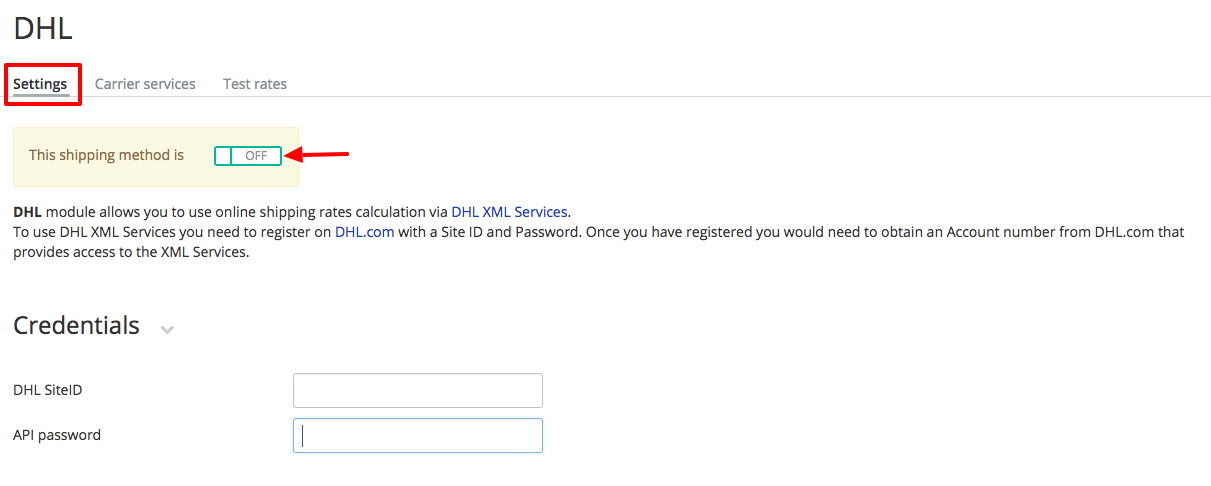 DHL
Settings Carrier services Test rates
This shipping method is OFF
DHL module allows you to use online shipping rates calculation via DHL XML Services.
To use DHL XML Services you need to register on DHL.com with a Site ID and Password. Once you have registered you would need to obtain an Account number from DHL.com that
provides access to the XML Services.
Credentials
DHL SiteID
API password